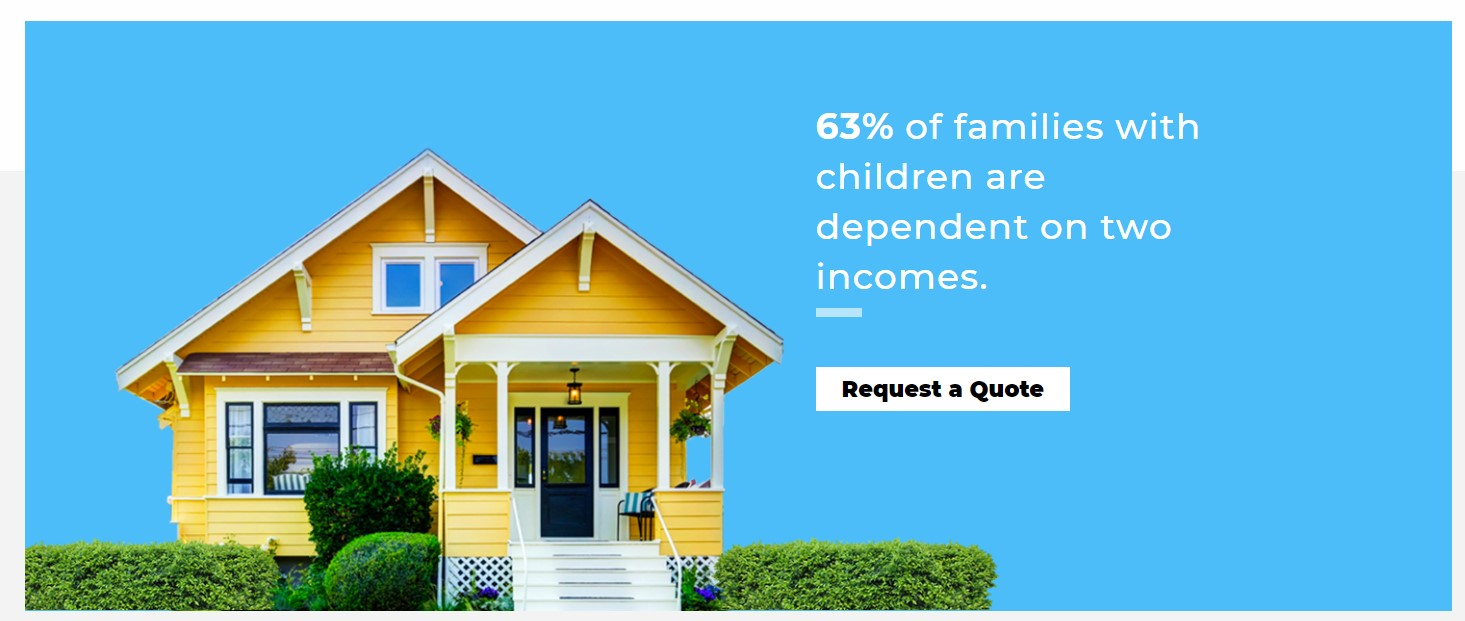 63% of families with
children are
dependent on two
incomes.
Request a Quote